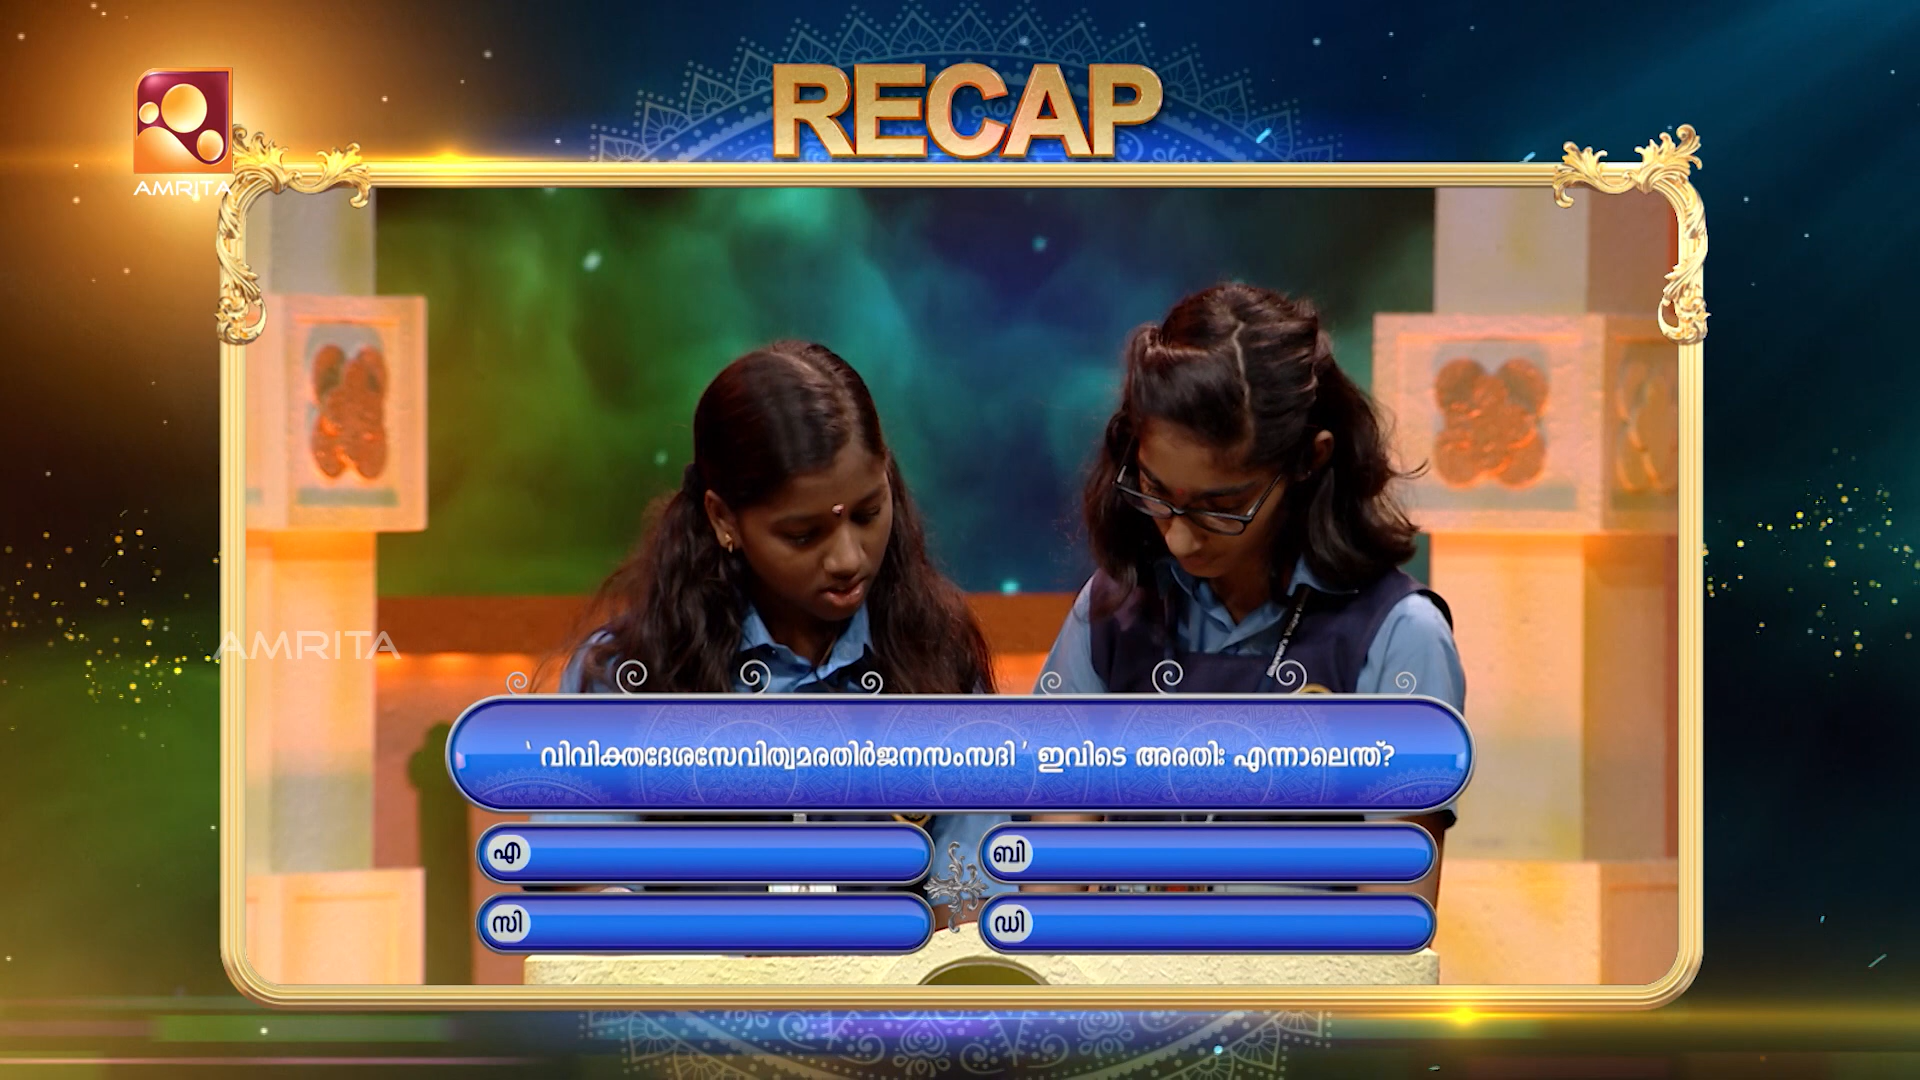 RECAP
AMRITA
AMRITA
' വിവിക്തദേശസേവിത്വമരതിർജനസംസദി ' ഇവിടെ അരതിഃ എന്നാലെന്ത്?
എ
ബി
സി
ഡി